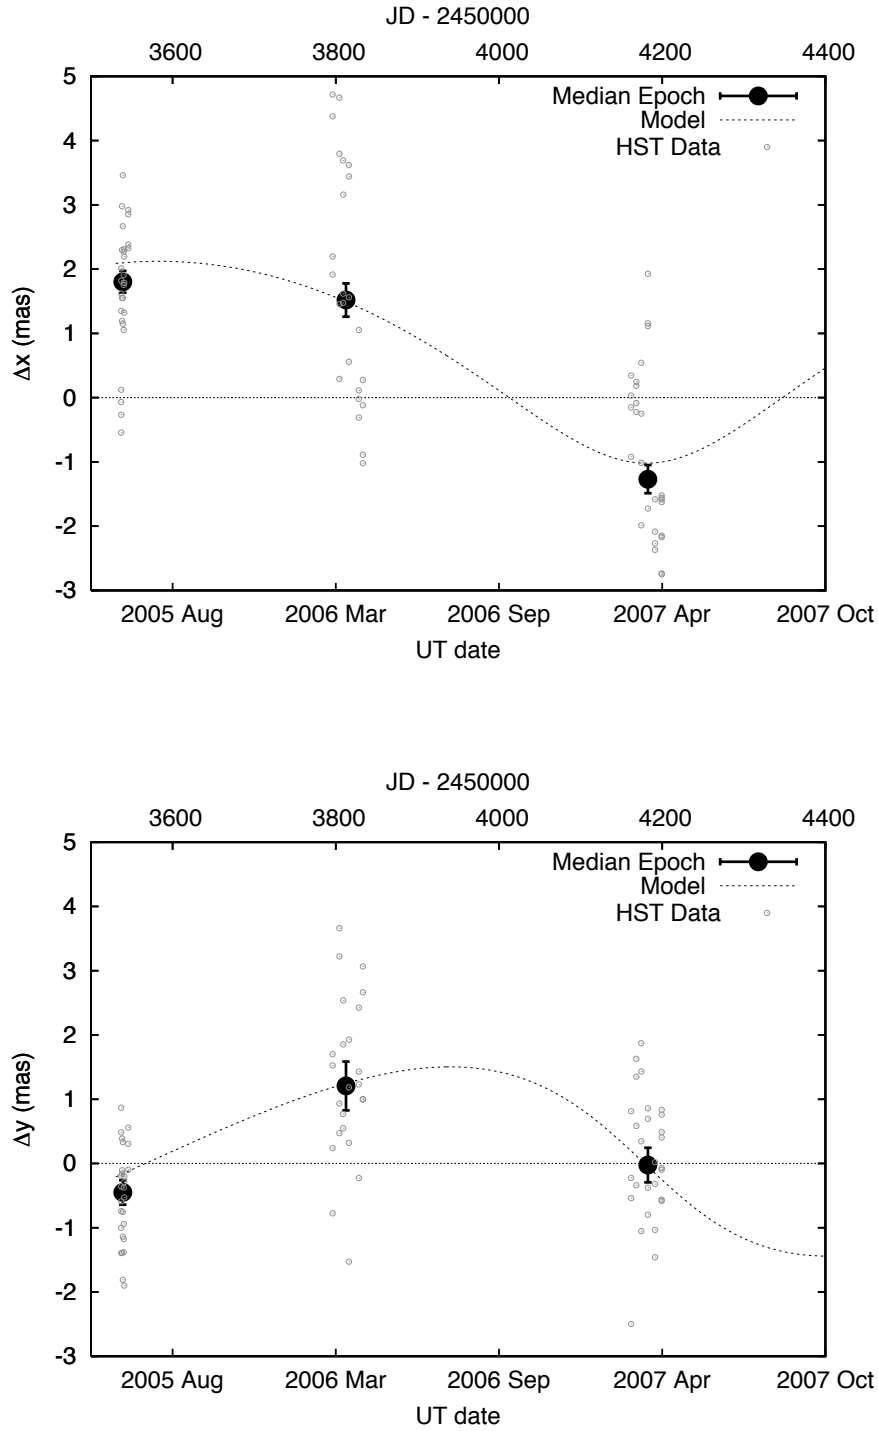 JD - 2450000
3600 3800 4000 4200 4400
5
4
3
2
1
0
-1
-2
-3
Δx (mas)
Median Epoch
Model
HST Data
2005 Aug 2006 Mar 2006 Sep 2007 Apr 2007 Oct
UT date
JD - 2450000
3600 3800 4000 4200 4400
5
4
3
2
1
0
-1
-2
-3
Δy (mas)
Median Epoch
Model
HST Data
2005 Aug 2006 Mar 2006 Sep 2007 Apr 2007 Oct
UT date